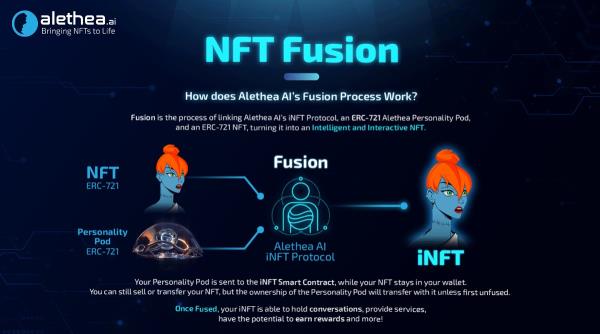 alethea.ai
Bringing NFTs to Life
NFT Fusion
How does Alethea AI's Fusion Process Work?
Fusion is the process of linking Alethea AI's iNFT Protocol, an ERC-721 Alethea Personality Pod,
and an ERC-721 NFT, turning it into an Intelligent and Interactive NFT.
NFT
ERC-721
Personality
Pod
ERC-721
Fusion
Alethea AI
iNFT Protocol
iNFT
Your Personality Pod is sent to the iNFT Smart Contract, while your NFT stays in your wallet.
You can still sell or transfer your NFT, but the ownership of the Personality Pod will transfer with it unless first unfused.
Once Fused, your iNFT is able to hold conversations, provide services,
have the potential to earn rewards and more!